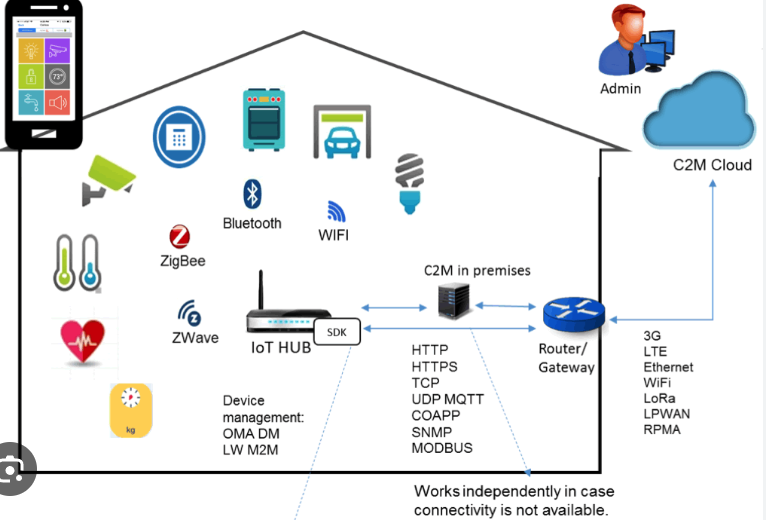 73°
Admin
C2M Cloud
Bluetooth
WIFI
ZigBee
C2M in premises
ZWave
IoT HUB
SDK
Router/
Gateway
HTTP
HTTPS
TCP
UDP MQTT
COAPP
SNMP
MODBUS
3G
LTE
Ethernet
WiFi
LoRa
LPWAN
RPMA
Device
management:
OMA DM
LW M2M
kg
Works independently in case
connectivity is not available.